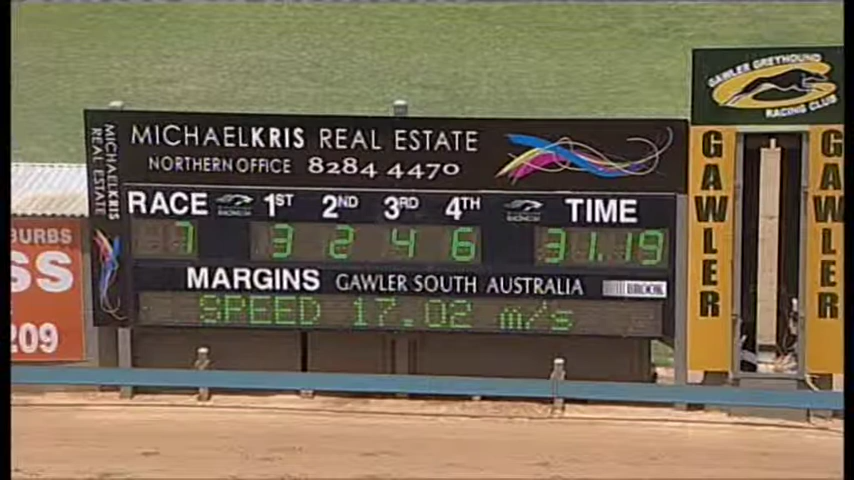 GAWLER GREYHOUND
RACING CLUB
MICHAELKRIS REAL ESTATE
NORTHERN OFFICE 8284 4470
MICHAELKRIS
REAL ESTATE
RACE 1ST 2ND 3RD 4TH TIME
7 3 2 4 6 31.19
MARGINS GAWLER SOUTH AUSTRALIA BROOK
SPEED 17.02 m/s
GAWLER
GAWLER
URBS
SS
209